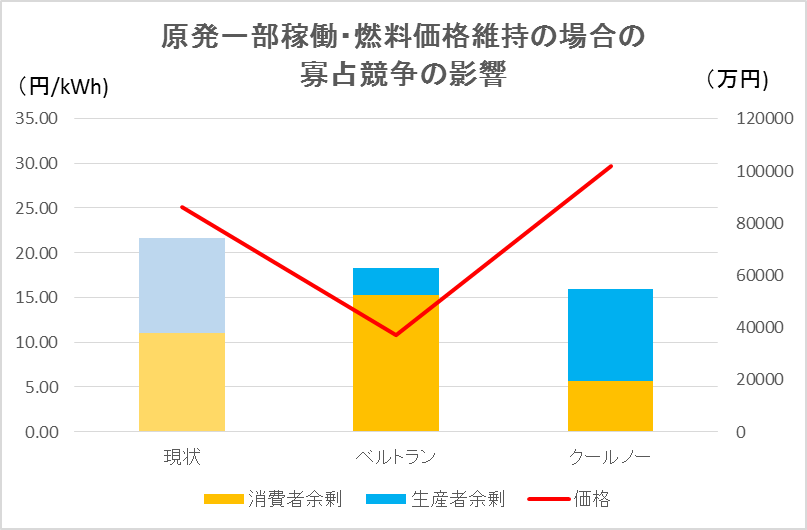 原発一部稼働・燃料価格維持の場合の
寡占競争の影響
（円/kWh)
（万円)
35.00
30.00
25.00
20.00
15.00
10.00
5.00
0.00
120000
100000
80000
60000
40000
20000
0
現状
ベルトラン
クールノー
消費者余剰
生産者余剰
価格